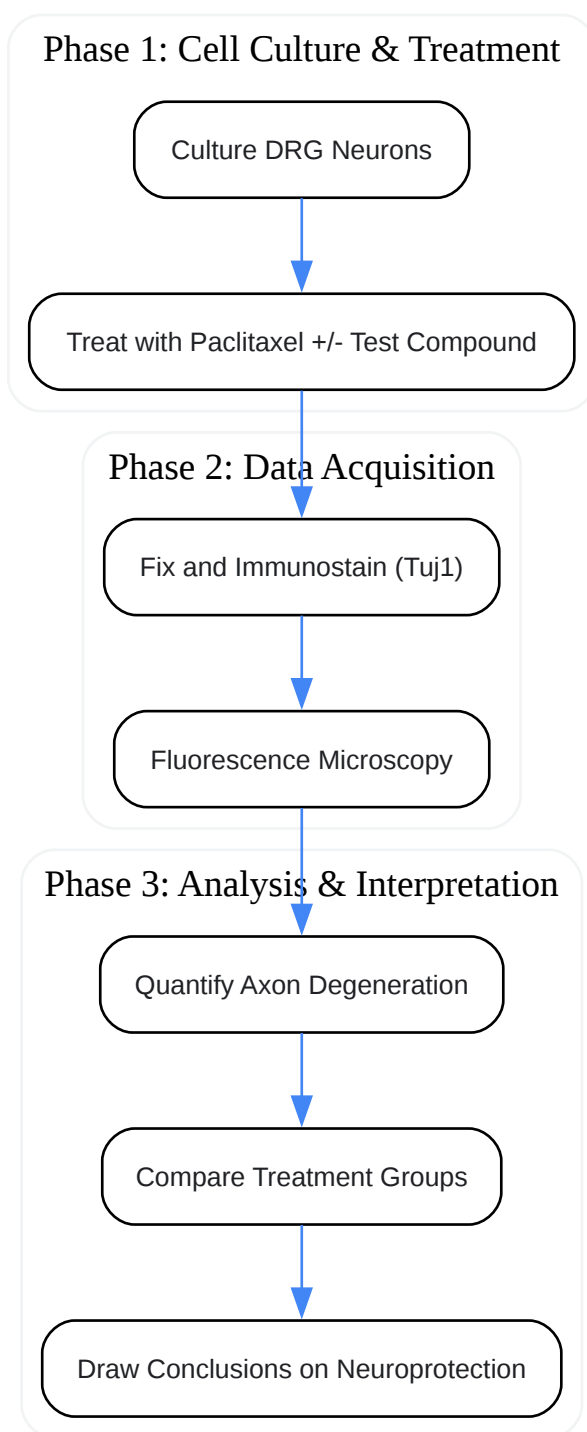 Phase 1: Cell Culture & Treatment
Culture DRG Neurons
Treat with Paclitaxel +/- Test Compound
Phase 2: Data Acquisition
Fix and Immunostain (Tuj1)
Fluorescence Microscopy
Phase 3: Analysis & Interpretation
Quantify Axon Degeneration
Compare Treatment Groups
Draw Conclusions on Neuroprotection